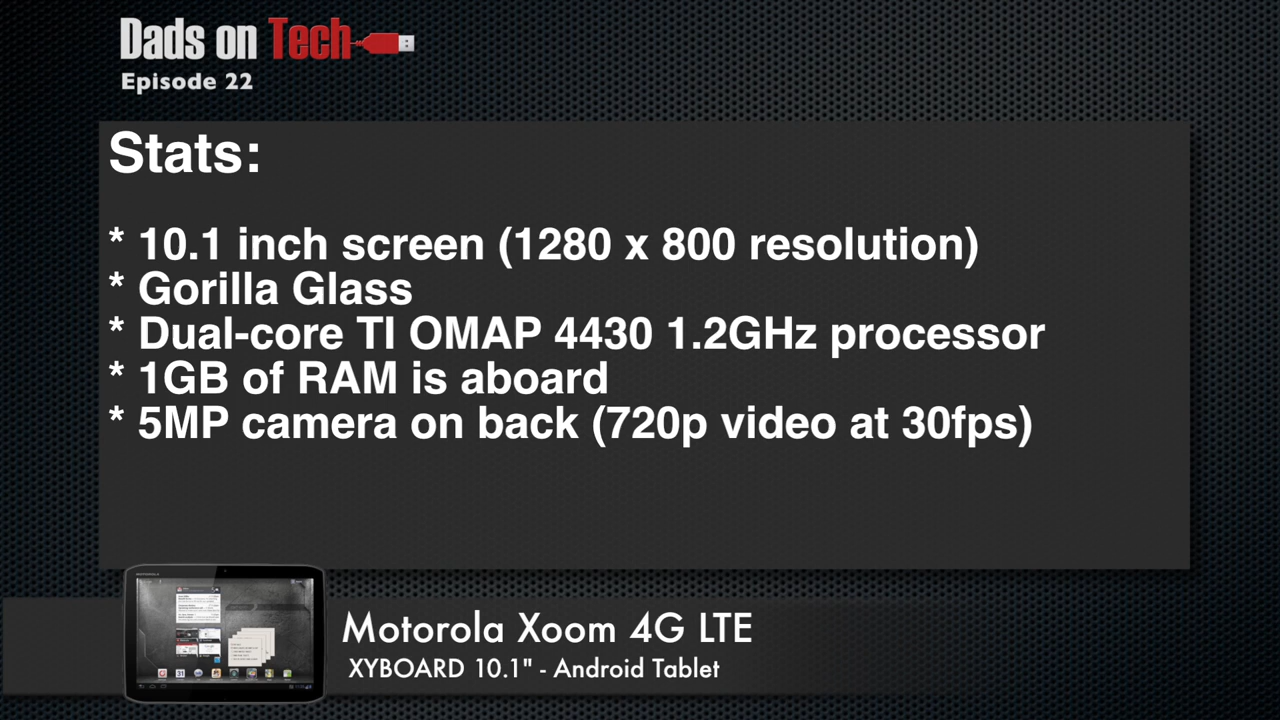 Dads on Tech
Episode 22
Stats:
* 10.1 inch screen (1280 x 800 resolution)
* Gorilla Glass
* Dual-core TI OMAP 4430 1.2GHz processor
* 1GB of RAM is aboard
* 5MP camera on back (720p video at 30fps)
MOTOROLA
31
Motorola Xoom 4G LTE
XYBOARD 10.1" - Android Tablet